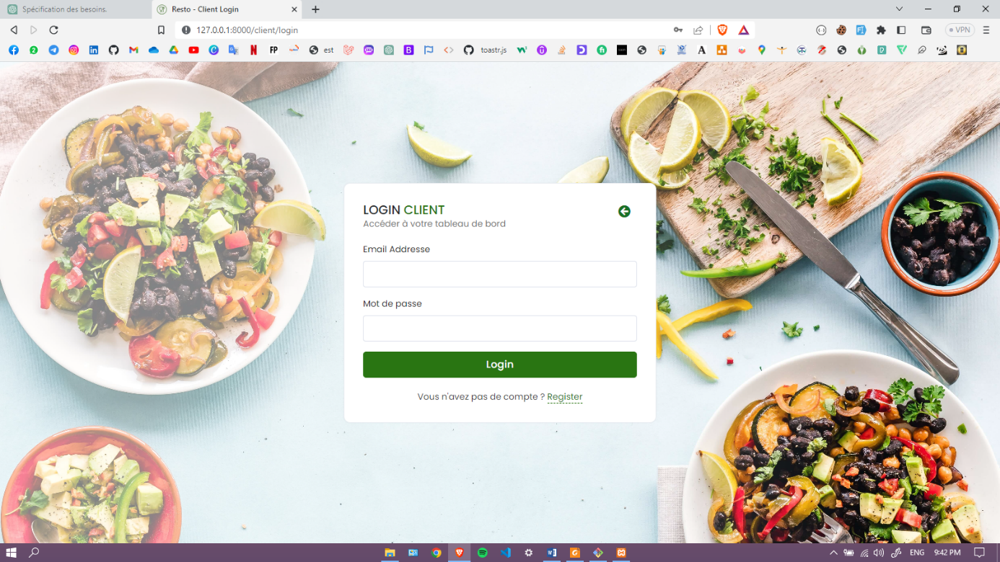 Spécification des besoins.
Resto - Client Login
127.0.0.1:8000/client/login
VPN
FP
est
toastr.js
LOGIN CLIENT
Accéder à votre tableau de bord
Email Addresse
Mot de passe
Login
Vous n'avez pas de compte ? Register
ENG
9:42 PM